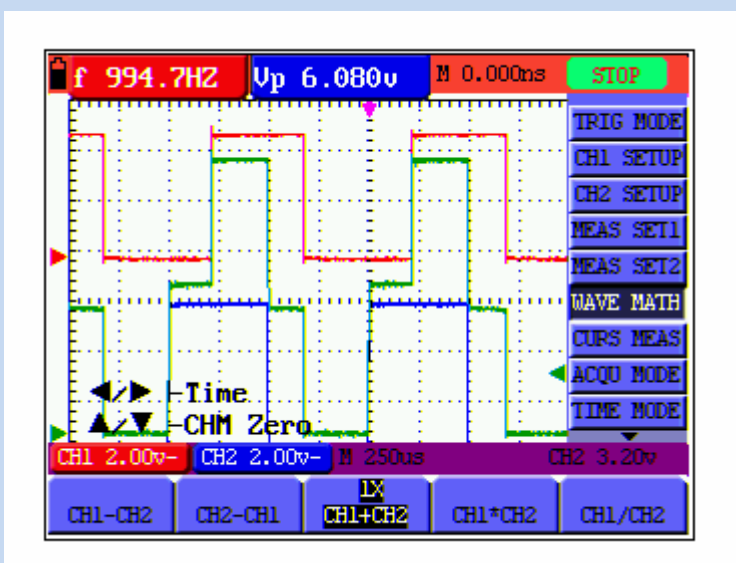 f 994.7HZ Vp 6.080v M 0.000ns STOP
TRIG MODE
CH1 SETUP
CH2 SETUP
MEAS SET1
MEAS SET2
WAVE MATH
CURS MEAS
ACQU MODE
TIME MODE
◀/▶ -Time
▲/▼ -CHM Zero
CH1 2.00v- CH2 2.00v- M 250us CH2 3.20v
1X
CH1-CH2 CH2-CH1 CH1+CH2 CH1*CH2 CH1/CH2